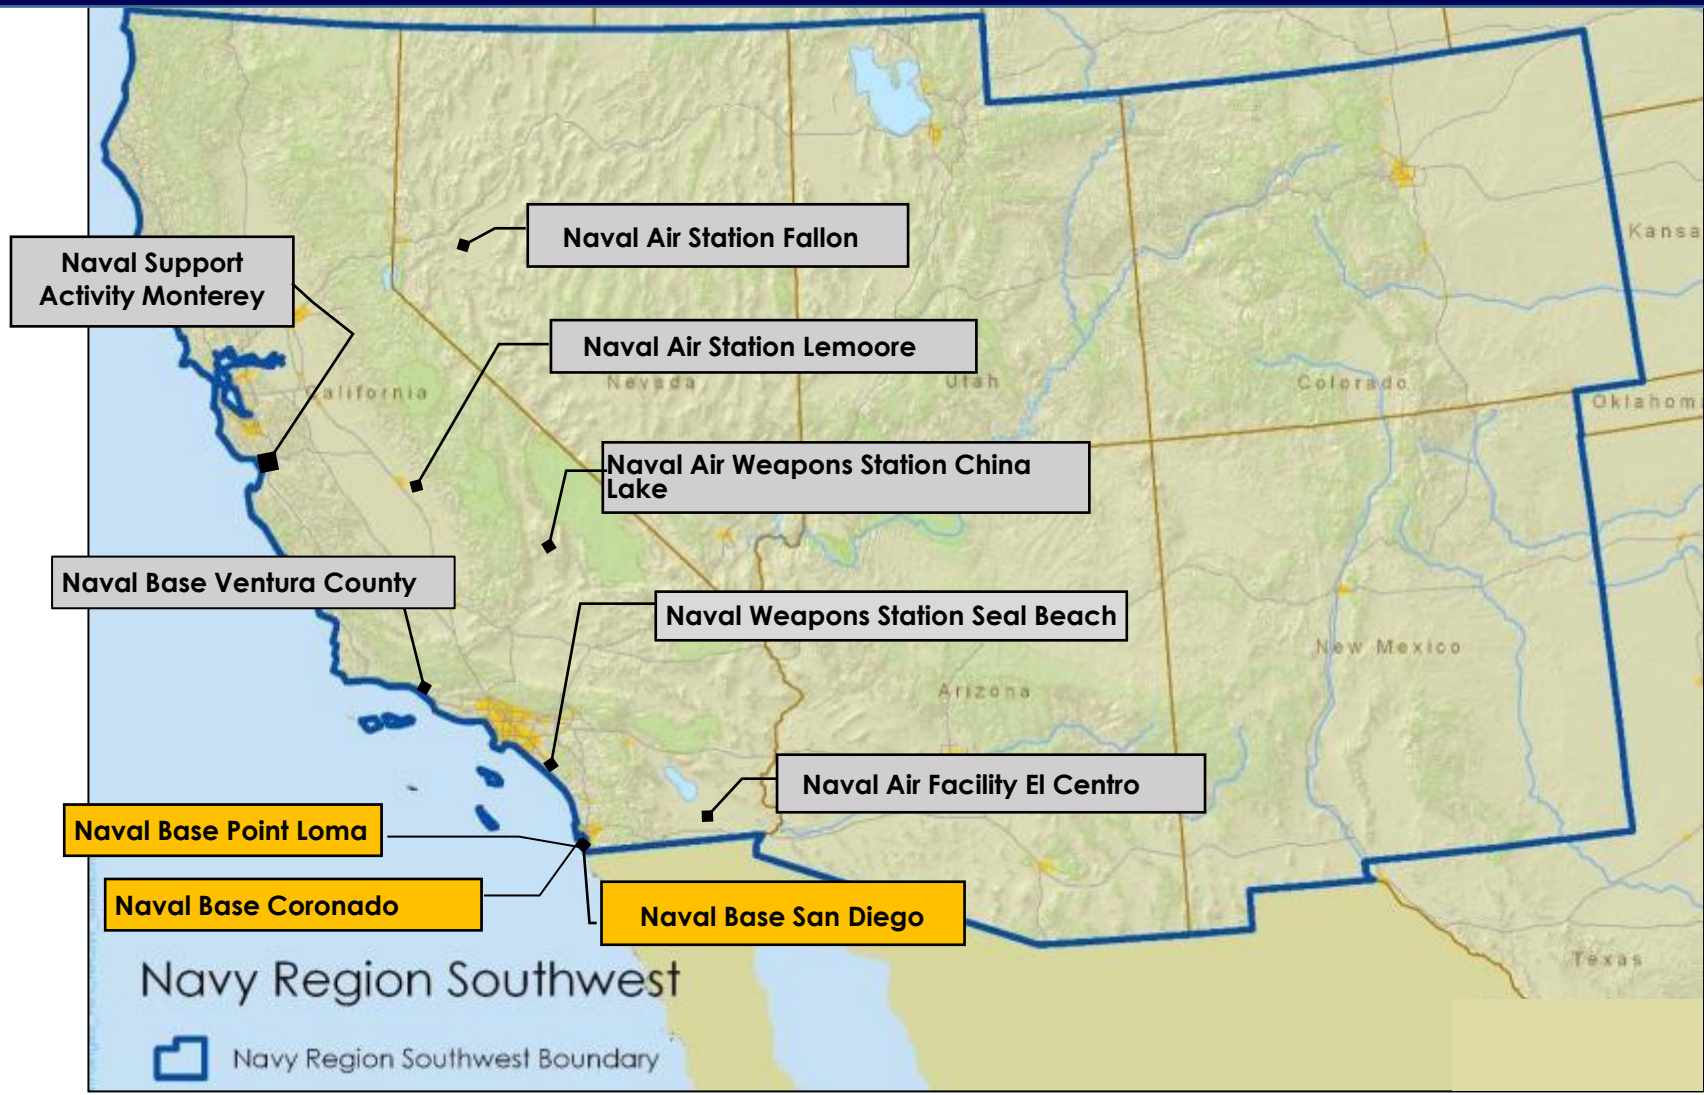 Naval Air Station Fallon
Naval Support
Activity Monterey
Kansa
Naval Air Station Lemoore
California
Nevada
Utah
Colorado
Oklahom
Naval Air Weapons Station China
Lake
Naval Base Ventura County
Naval Weapons Station Seal Beach
New Mexico
Arizona
Naval Air Facility El Centro
Naval Base Point Loma
Naval Base Coronado
Naval Base San Diego
Texas
Navy Region Southwest
Navy Region Southwest Boundary